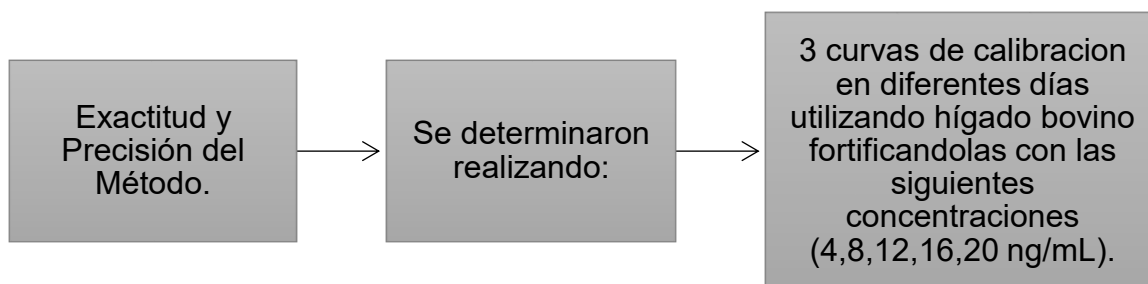 Exactitud y
Precisión del
Método.
Se determinaron
realizando:
3 curvas de calibracion
en diferentes días
utilizando hígado bovino
fortificandolas con las
siguientes
concentraciones
(4,8,12,16,20 ng/mL).